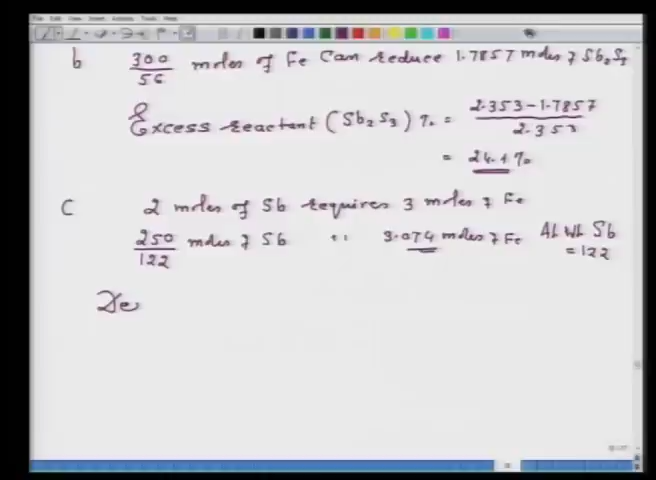 b 300/56 moles of Fe can reduce 1.7857 moles of Sb2S3
Excess reactant (Sb2S3) % = 2.353-1.7857 / 2.353
= 24.1 %
c 2 moles of Sb requires 3 moles of Fe
250/122 moles of Sb '' 3.074 moles of Fe At Wt Sb = 122
De